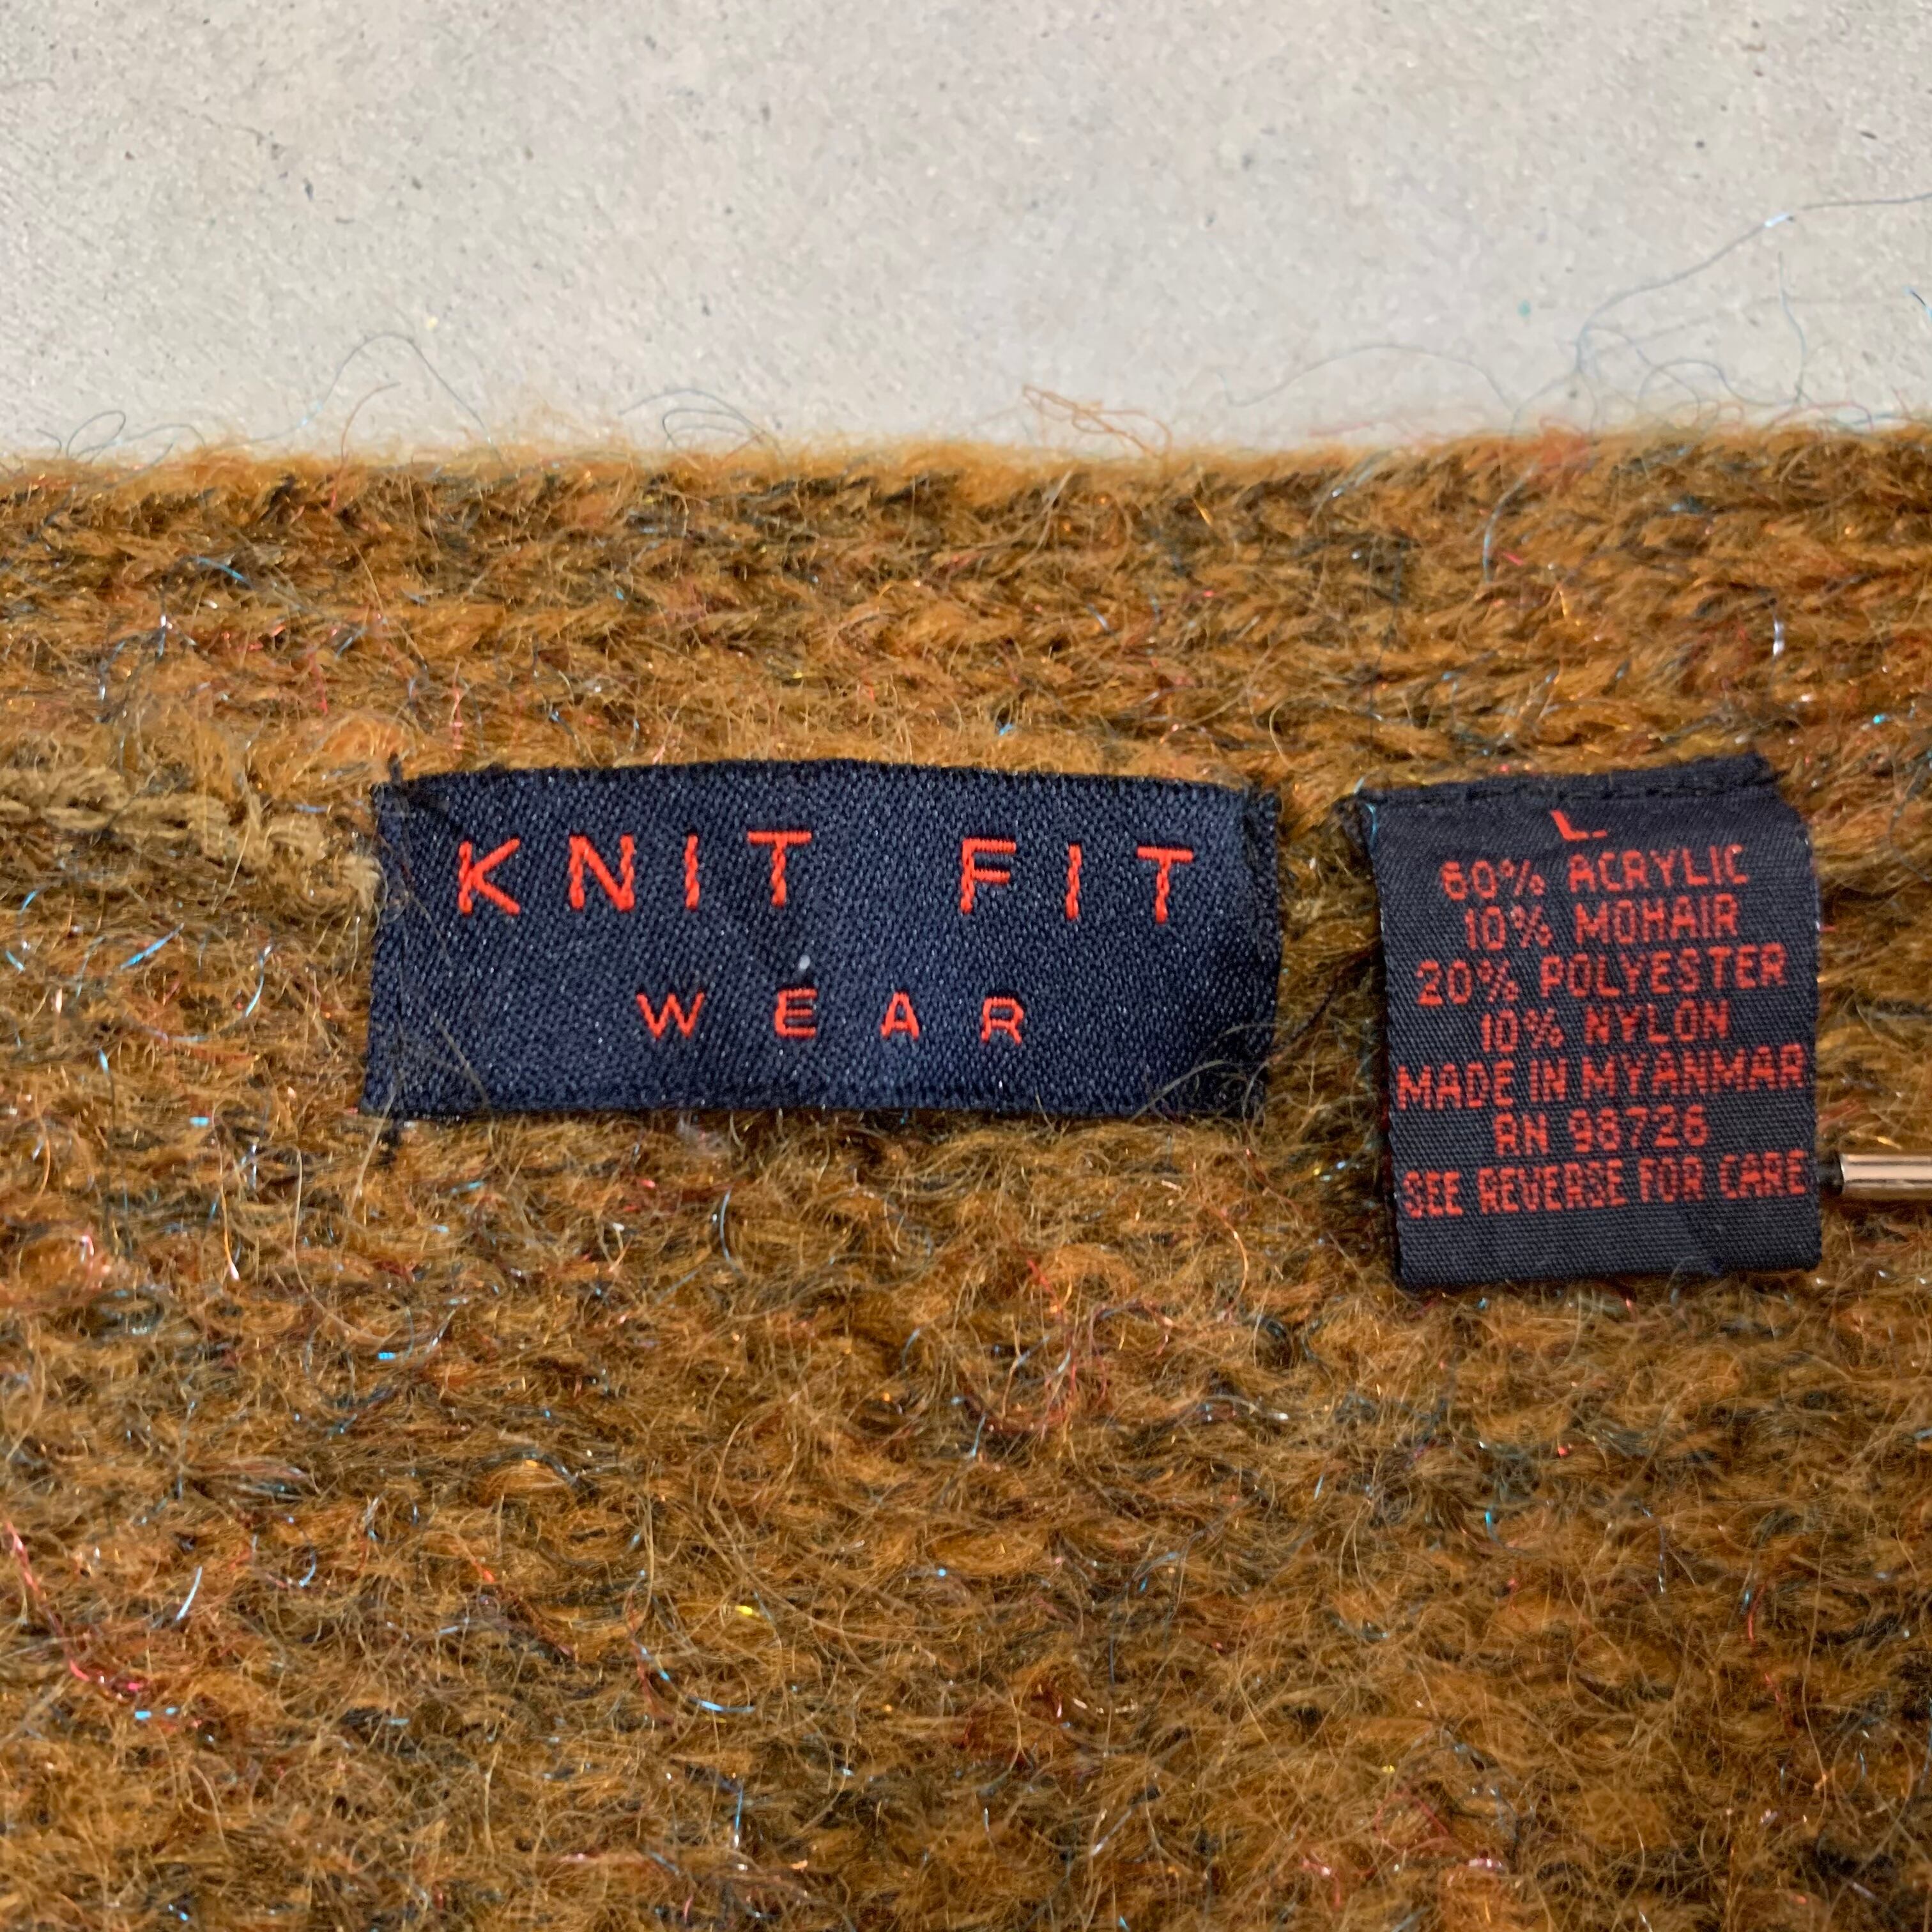 KNIT FIT
WEAR
L.
60% ACRYLIC
10% MOHAIR
20% POLYESTER
10% NYLON
MADE IN MYANMAR
RN 98726
SEE REVERSE FOR CARE